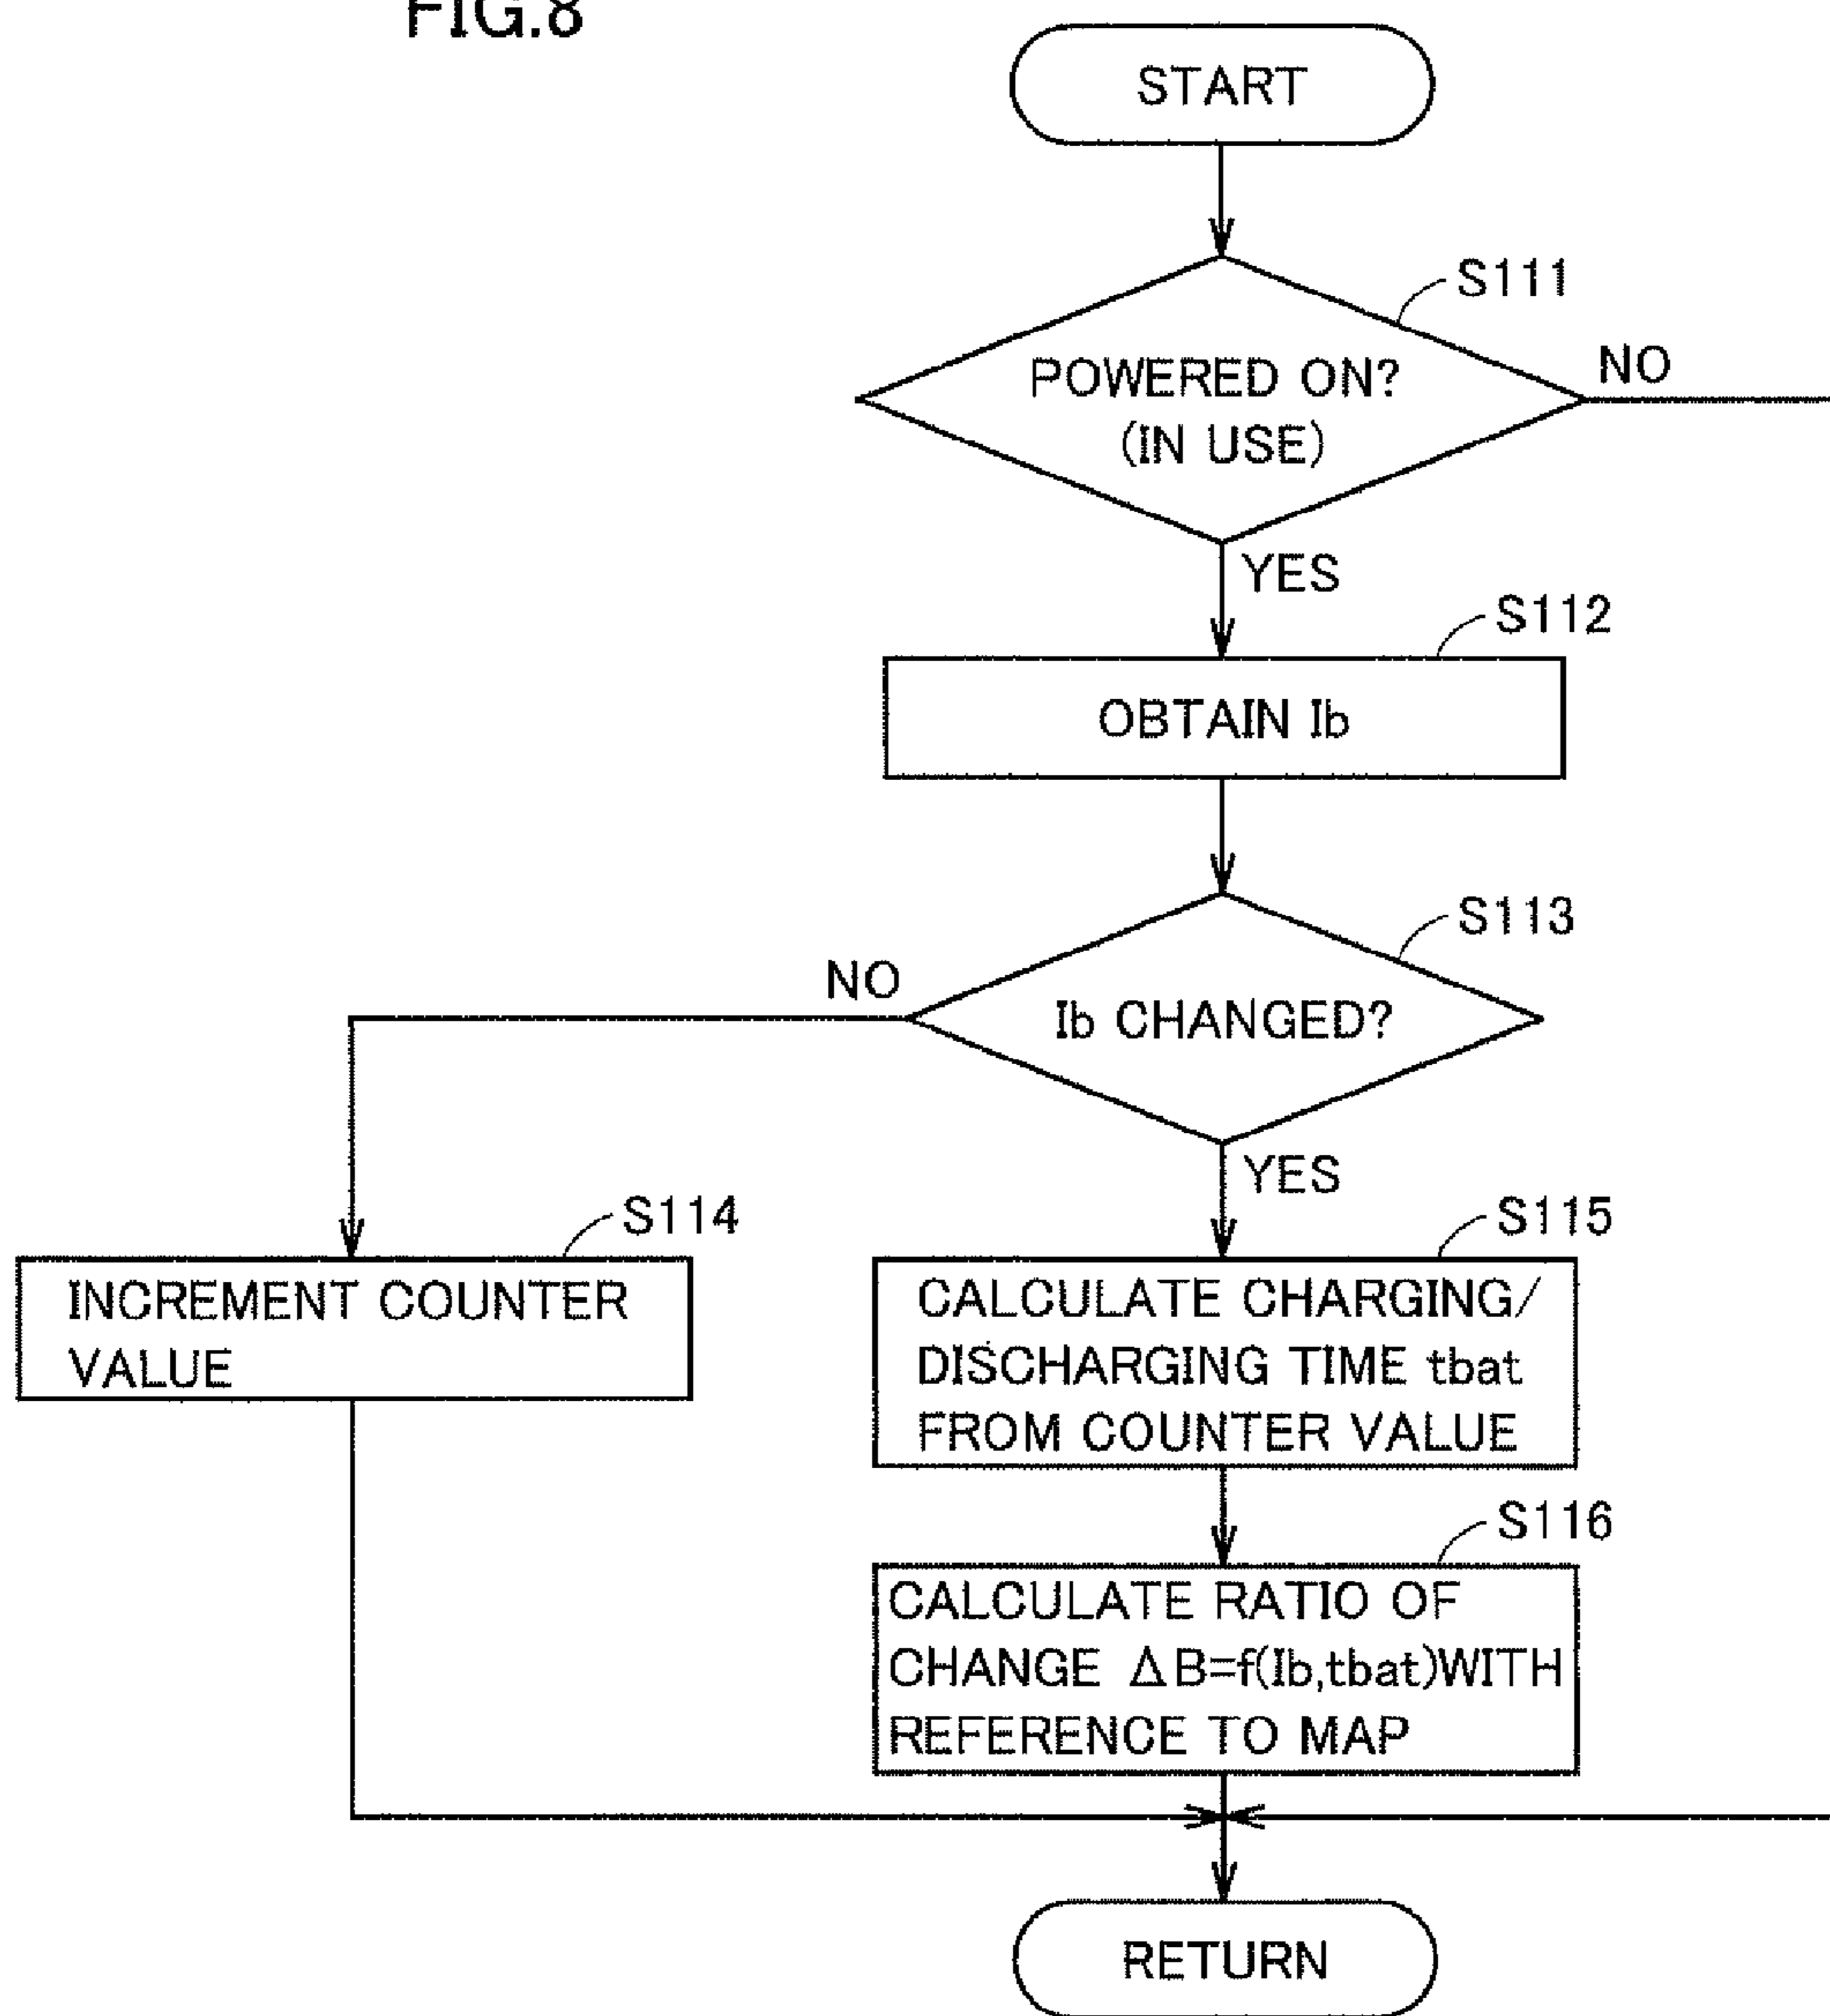 FIG.8
START
S111
POWERED ON?
(IN USE)
NO
YES
S112
OBTAIN Ib
S113
NO
Ib CHANGED?
YES
S114
INCREMENT COUNTER
VALUE
S115
CALCULATE CHARGING/
DISCHARGING TIME tbat
FROM COUNTER VALUE
S116
CALCULATE RATIO OF
CHANGE ΔB=f(Ib,tbat)WITH
REFERENCE TO MAP
RETURN